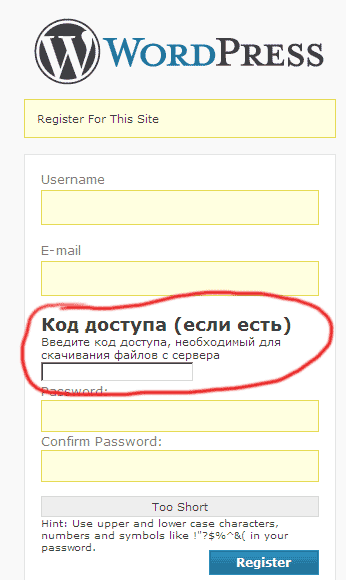 WORDPRESS
Register For This Site
Username
E-mail
Код доступа (если есть)
Введите код доступа, необходимый для
скачивания файлов с сервера
Password:
Confirm Password:
Too Short
Hint: Use upper and lower case characters,
numbers and symbols like !"?$%^&( in your
password.
Register